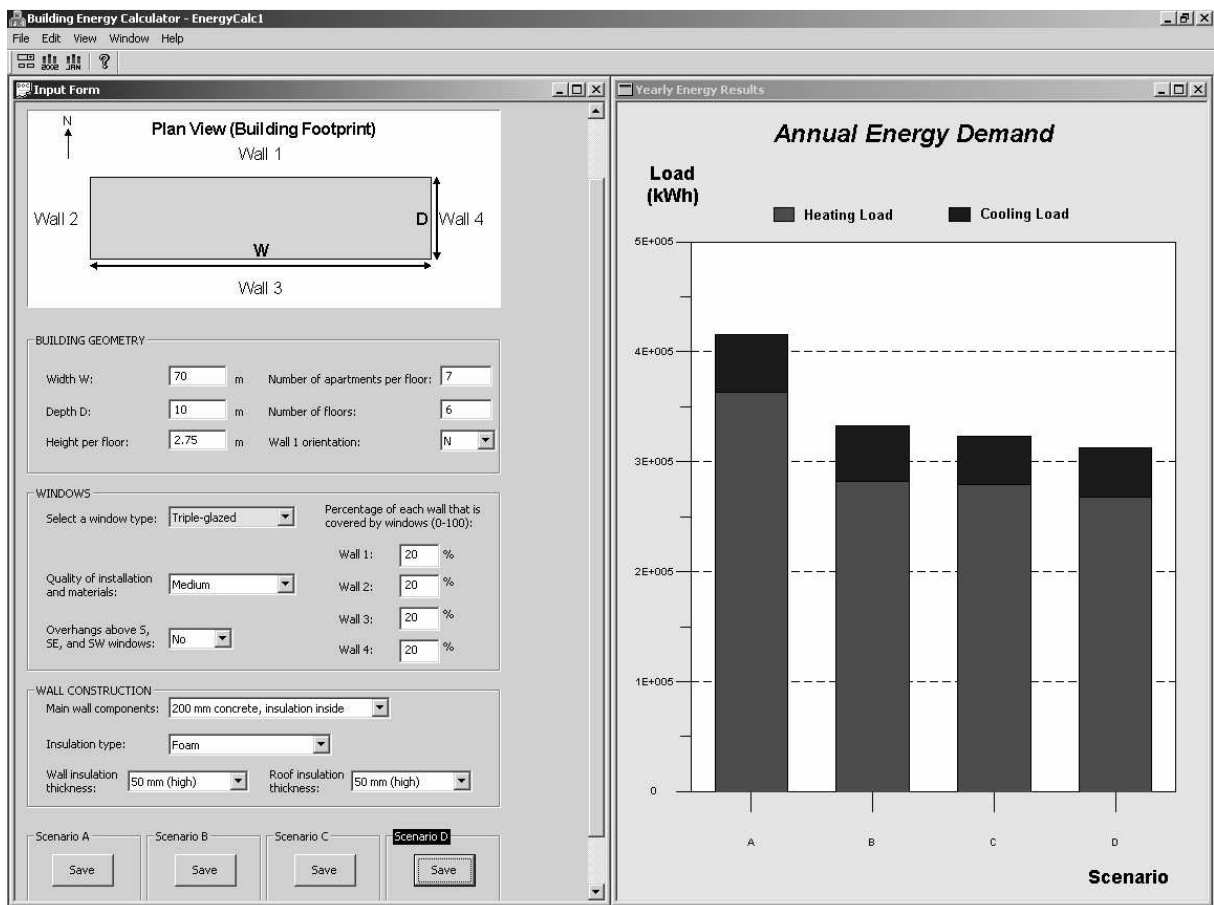 Building Energy Calculator - EnergyCalc1
File Edit View Window Help
2002 JAN ?
Input Form
N
Plan View (Building Footprint)
Wall 1
Wall 2
D
Wall 4
W
Wall 3
BUILDING GEOMETRY
Width W: 70 m Number of apartments per floor: 7
Depth D: 10 m Number of floors: 6
Height per floor: 2.75 m Wall 1 orientation: N
WINDOWS
Select a window type: Triple-glazed
Percentage of each wall that is
covered by windows (0-100):
Wall 1: 20 %
Quality of installation
and materials: Medium
Wall 2: 20 %
Wall 3: 20 %
Overhangs above S,
SE, and SW windows: No
Wall 4: 20 %
WALL CONSTRUCTION
Main wall components: 200 mm concrete, insulation inside
Insulation type: Foam
Wall insulation
thickness: 50 mm (high)
Roof insulation
thickness: 50 mm (high)
Scenario A Scenario B Scenario C Scenario D
Save Save Save Save
Yearly Energy Results
Annual Energy Demand
Load
(kWh)
Heating Load Cooling Load
5E+005
4E+005
3E+005
2E+005
1E+005
0
A B C D
Scenario